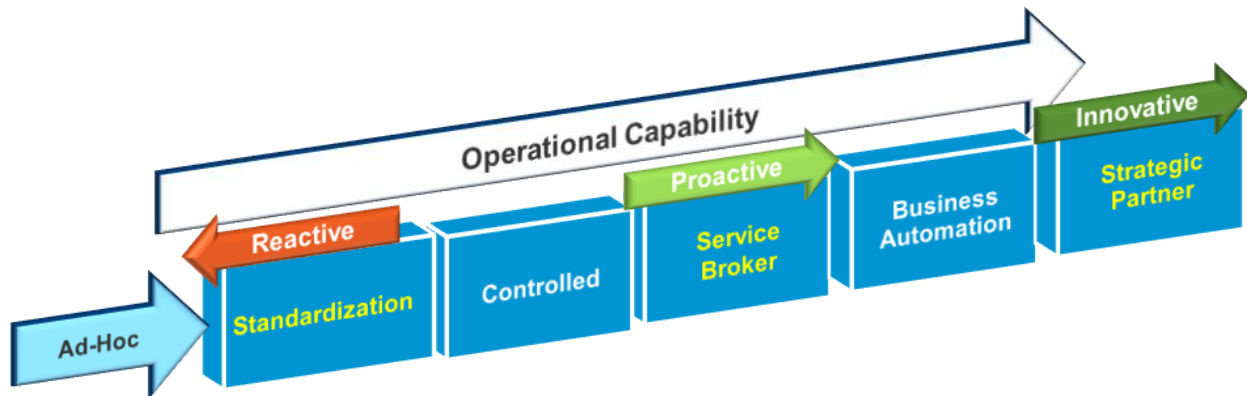 Operational Capability
Innovative
Proactive
Reactive
Ad-Hoc
Standardization
Controlled
Service
Broker
Business
Automation
Strategic
Partner